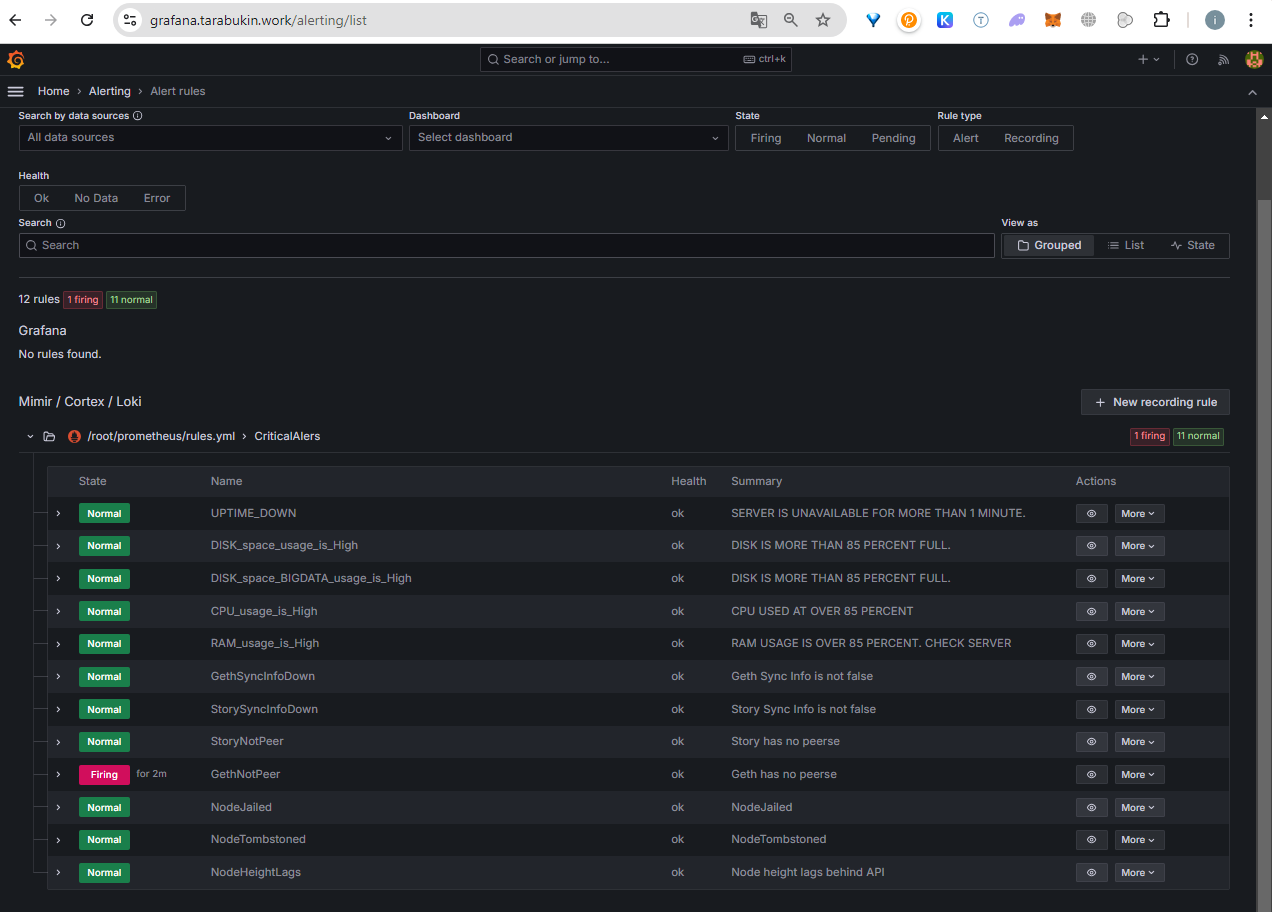 grafana.tarabukin.work/alerting/list
Search or jump to... ctrl+k
Home › Alerting › Alert rules
Search by data sources Dashboard State Rule type
All data sources Select dashboard Firing Normal Pending Alert Recording
Health
Ok No Data Error
Search View as
Search Grouped List State
12 rules 1 firing 11 normal
Grafana
No rules found.
Mimir / Cortex / Loki + New recording rule
/root/prometheus/rules.yml › CriticalAlers 1 firing 11 normal
State Name Health Summary Actions
Normal UPTIME_DOWN ok SERVER IS UNAVAILABLE FOR MORE THAN 1 MINUTE. More
Normal DISK_space_usage_is_High ok DISK IS MORE THAN 85 PERCENT FULL. More
Normal DISK_space_BIGDATA_usage_is_High ok DISK IS MORE THAN 85 PERCENT FULL. More
Normal CPU_usage_is_High ok CPU USED AT OVER 85 PERCENT More
Normal RAM_usage_is_High ok RAM USAGE IS OVER 85 PERCENT. CHECK SERVER More
Normal GethSyncInfoDown ok Geth Sync Info is not false More
Normal StorySyncInfoDown ok Story Sync Info is not false More
Normal StoryNotPeer ok Story has no peerse More
Firing for 2m GethNotPeer ok Geth has no peerse More
Normal NodeJailed ok NodeJailed More
Normal NodeTombstoned ok NodeTombstoned More
Normal NodeHeightLags ok Node height lags behind API More